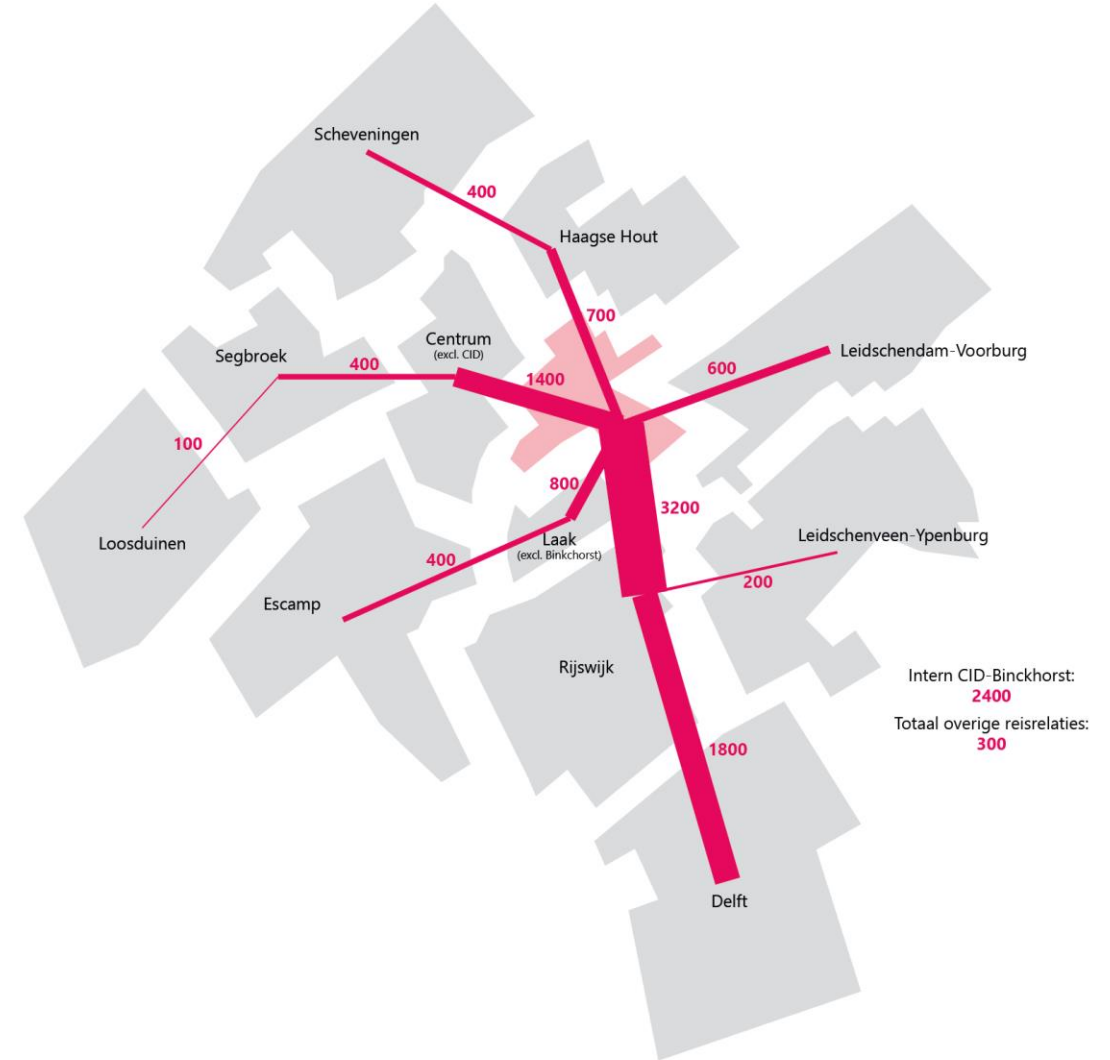 Scheveningen
400
Haagse Hout
700
Centrum
(excl. CID)
Segbroek
400
1400
600
Leidschendam-Voorburg
100
800
3200
Loosduinen
Laak
(excl. Binkchorst)
Leidschenveen-Ypenburg
400
200
Escamp
Rijswijk
Intern CID-Binckhorst:
2400
Totaal overige reisrelaties:
300
1800
Delft